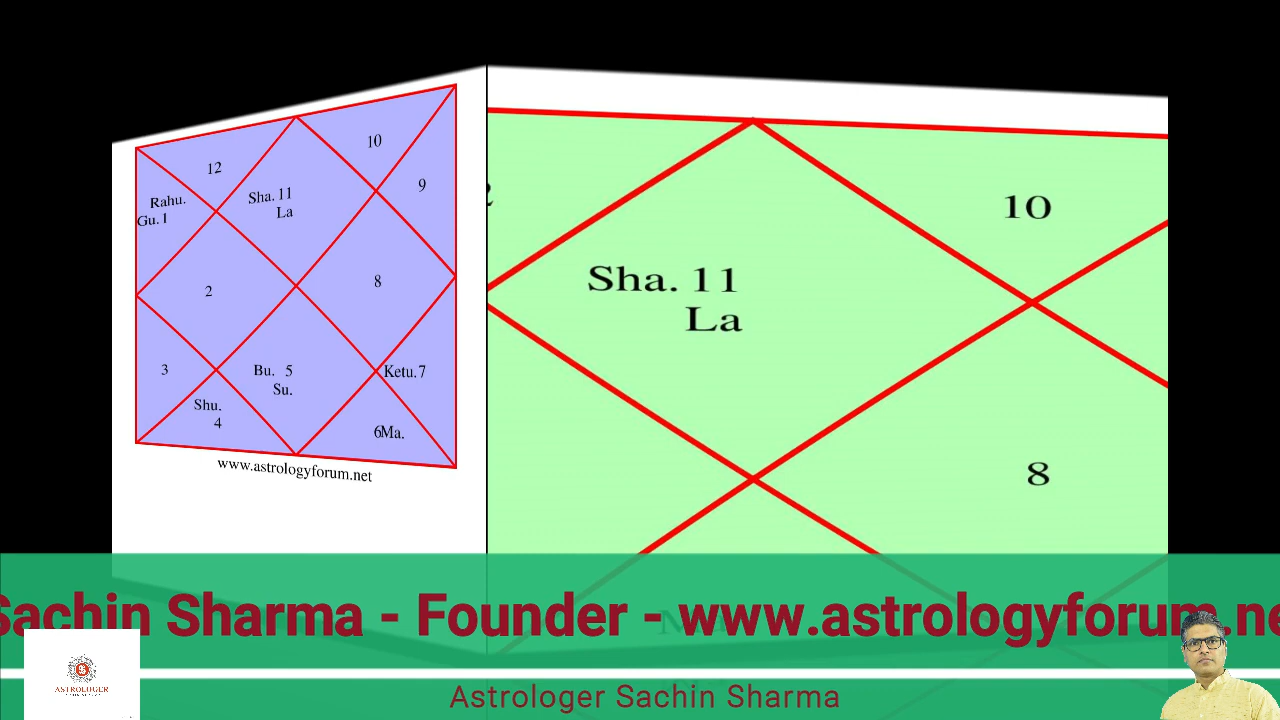 12
10
9
Rahu.
Gu. 1
Sha. 11
La
2
8
3
Bu. 5
Su.
Ketu. 7
Shu.
4
6Ma.
www.astrologyforum.net
10
Sha. 11
La
8
Sachin Sharma - Founder - www.astrologyforum.ne
ASTROLOGER
Astrologer Sachin Sharma